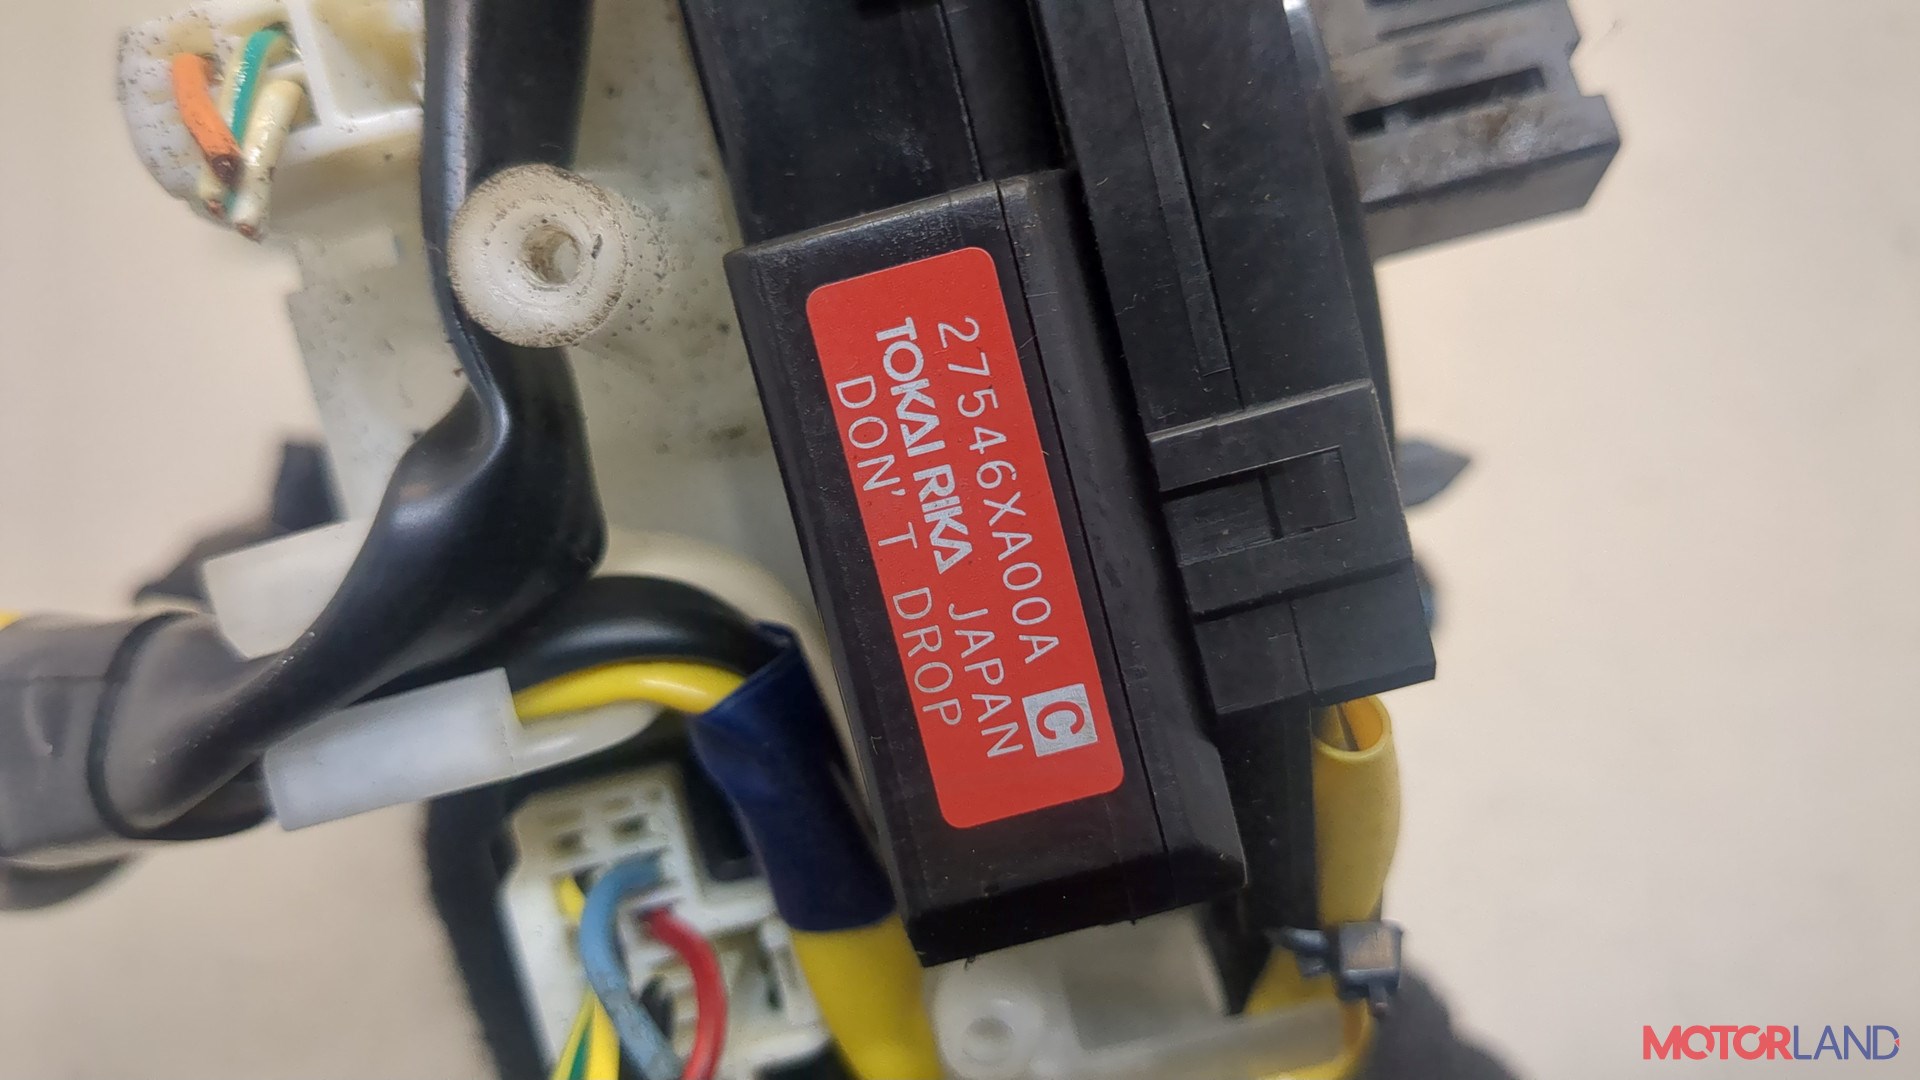 27546XA00A C
TOKAI RIKA JAPAN
DON'T DROP
MOTORLAND